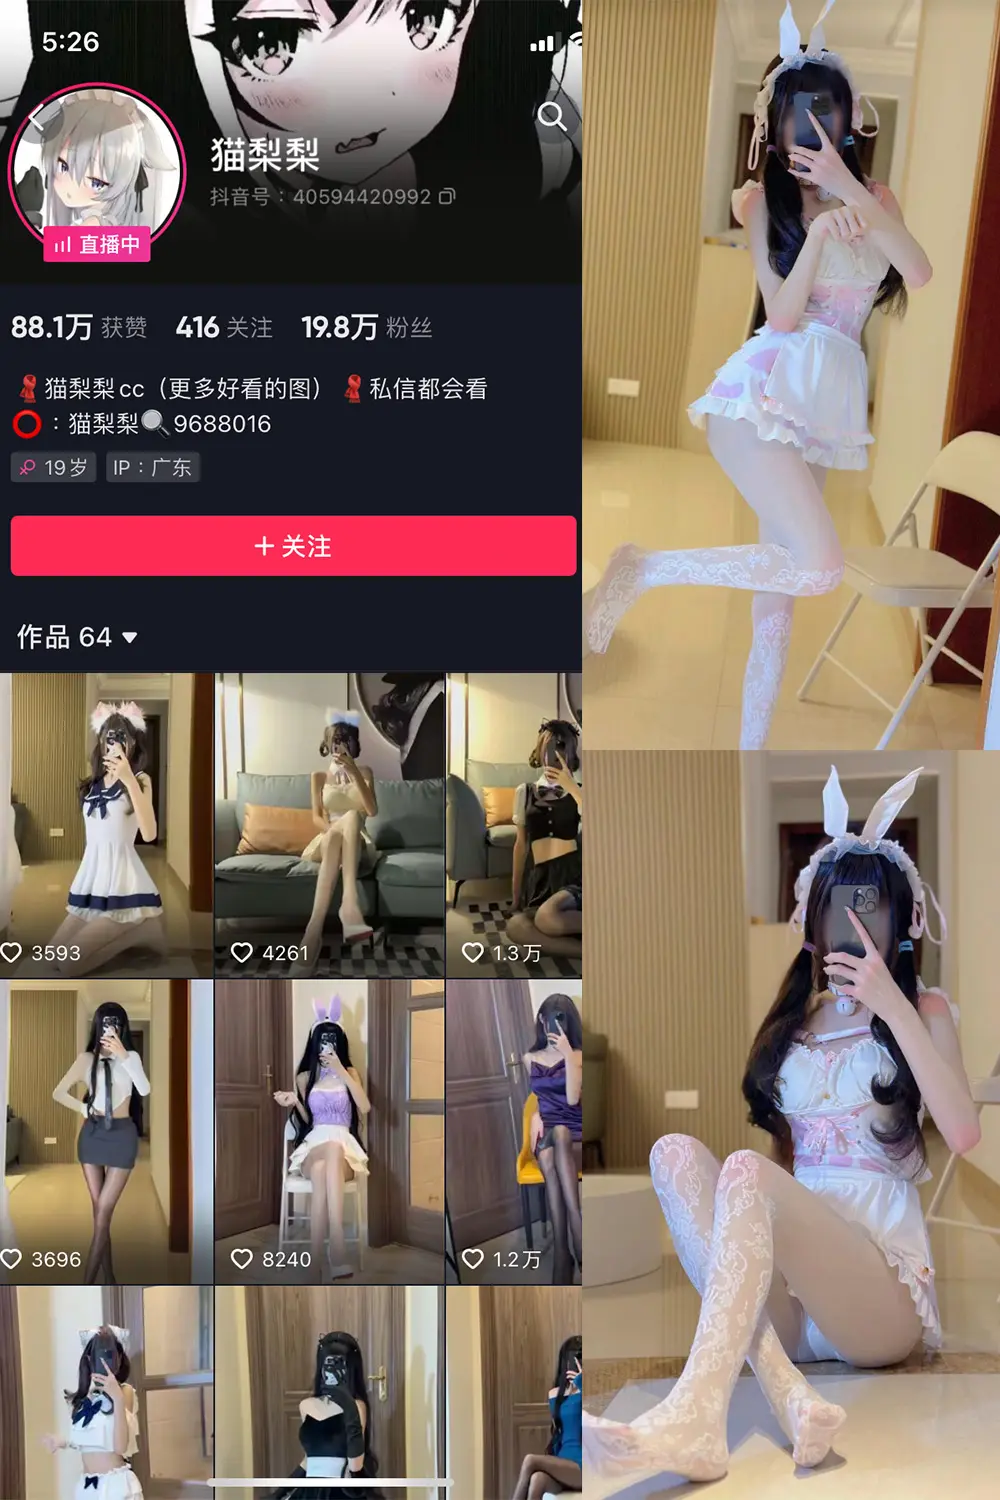 5:26
猫梨梨
抖音号：40594420992
直播中
88.1万 获赞 416 关注 19.8万 粉丝
猫梨梨cc（更多好看的图） 私信都会看
：猫梨梨🔍9688016
19岁 IP：广东
+ 关注
作品 64
3593 4261 1.3万
3696 8240 1.2万